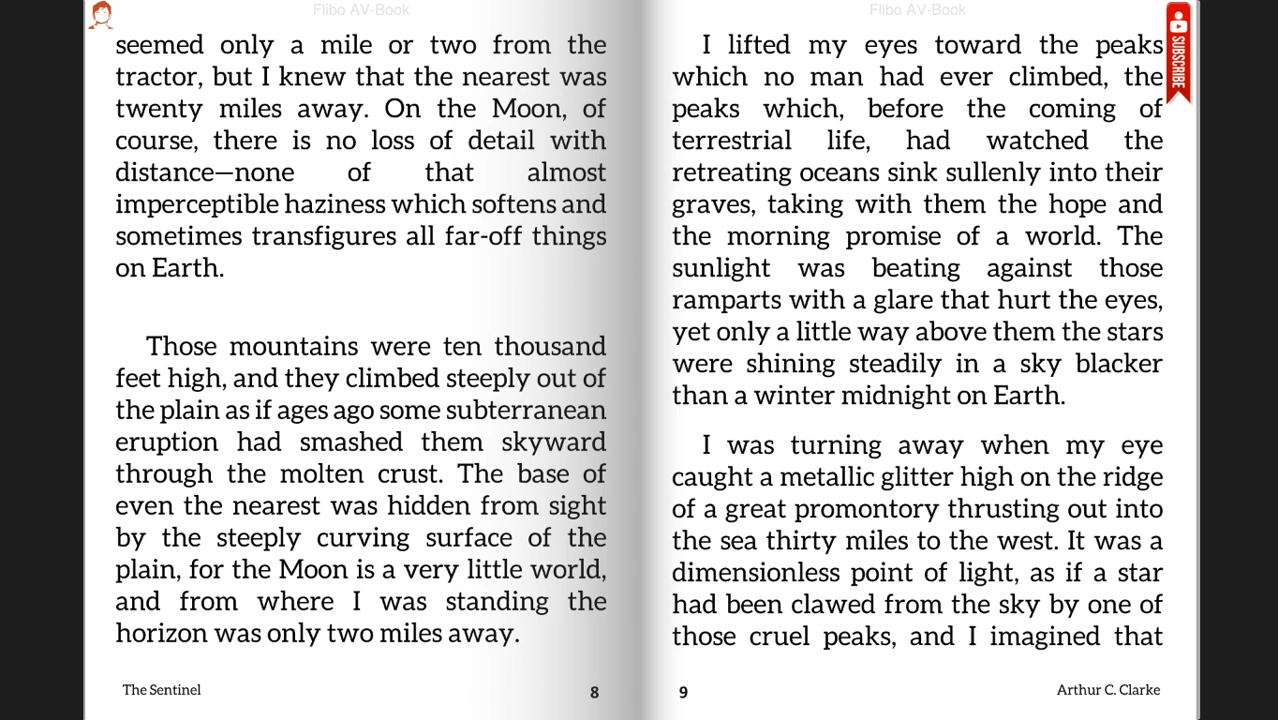 Flibo AV-Book
seemed only a mile or two from the
tractor, but I knew that the nearest was
twenty miles away. On the Moon, of
course, there is no loss of detail with
distance—none of that almost
imperceptible haziness which softens and
sometimes transfigures all far-off things
on Earth.
Those mountains were ten thousand
feet high, and they climbed steeply out of
the plain as if ages ago some subterranean
eruption had smashed them skyward
through the molten crust. The base of
even the nearest was hidden from sight
by the steeply curving surface of the
plain, for the Moon is a very little world,
and from where I was standing the
horizon was only two miles away.
The Sentinel
8
Flibo AV-Book
SUBSCRIBE
I lifted my eyes toward the peaks
which no man had ever climbed, the
peaks which, before the coming of
terrestrial life, had watched the
retreating oceans sink sullenly into their
graves, taking with them the hope and
the morning promise of a world. The
sunlight was beating against those
ramparts with a glare that hurt the eyes,
yet only a little way above them the stars
were shining steadily in a sky blacker
than a winter midnight on Earth.
I was turning away when my eye
caught a metallic glitter high on the ridge
of a great promontory thrusting out into
the sea thirty miles to the west. It was a
dimensionless point of light, as if a star
had been clawed from the sky by one of
those cruel peaks, and I imagined that
9
Arthur C. Clarke